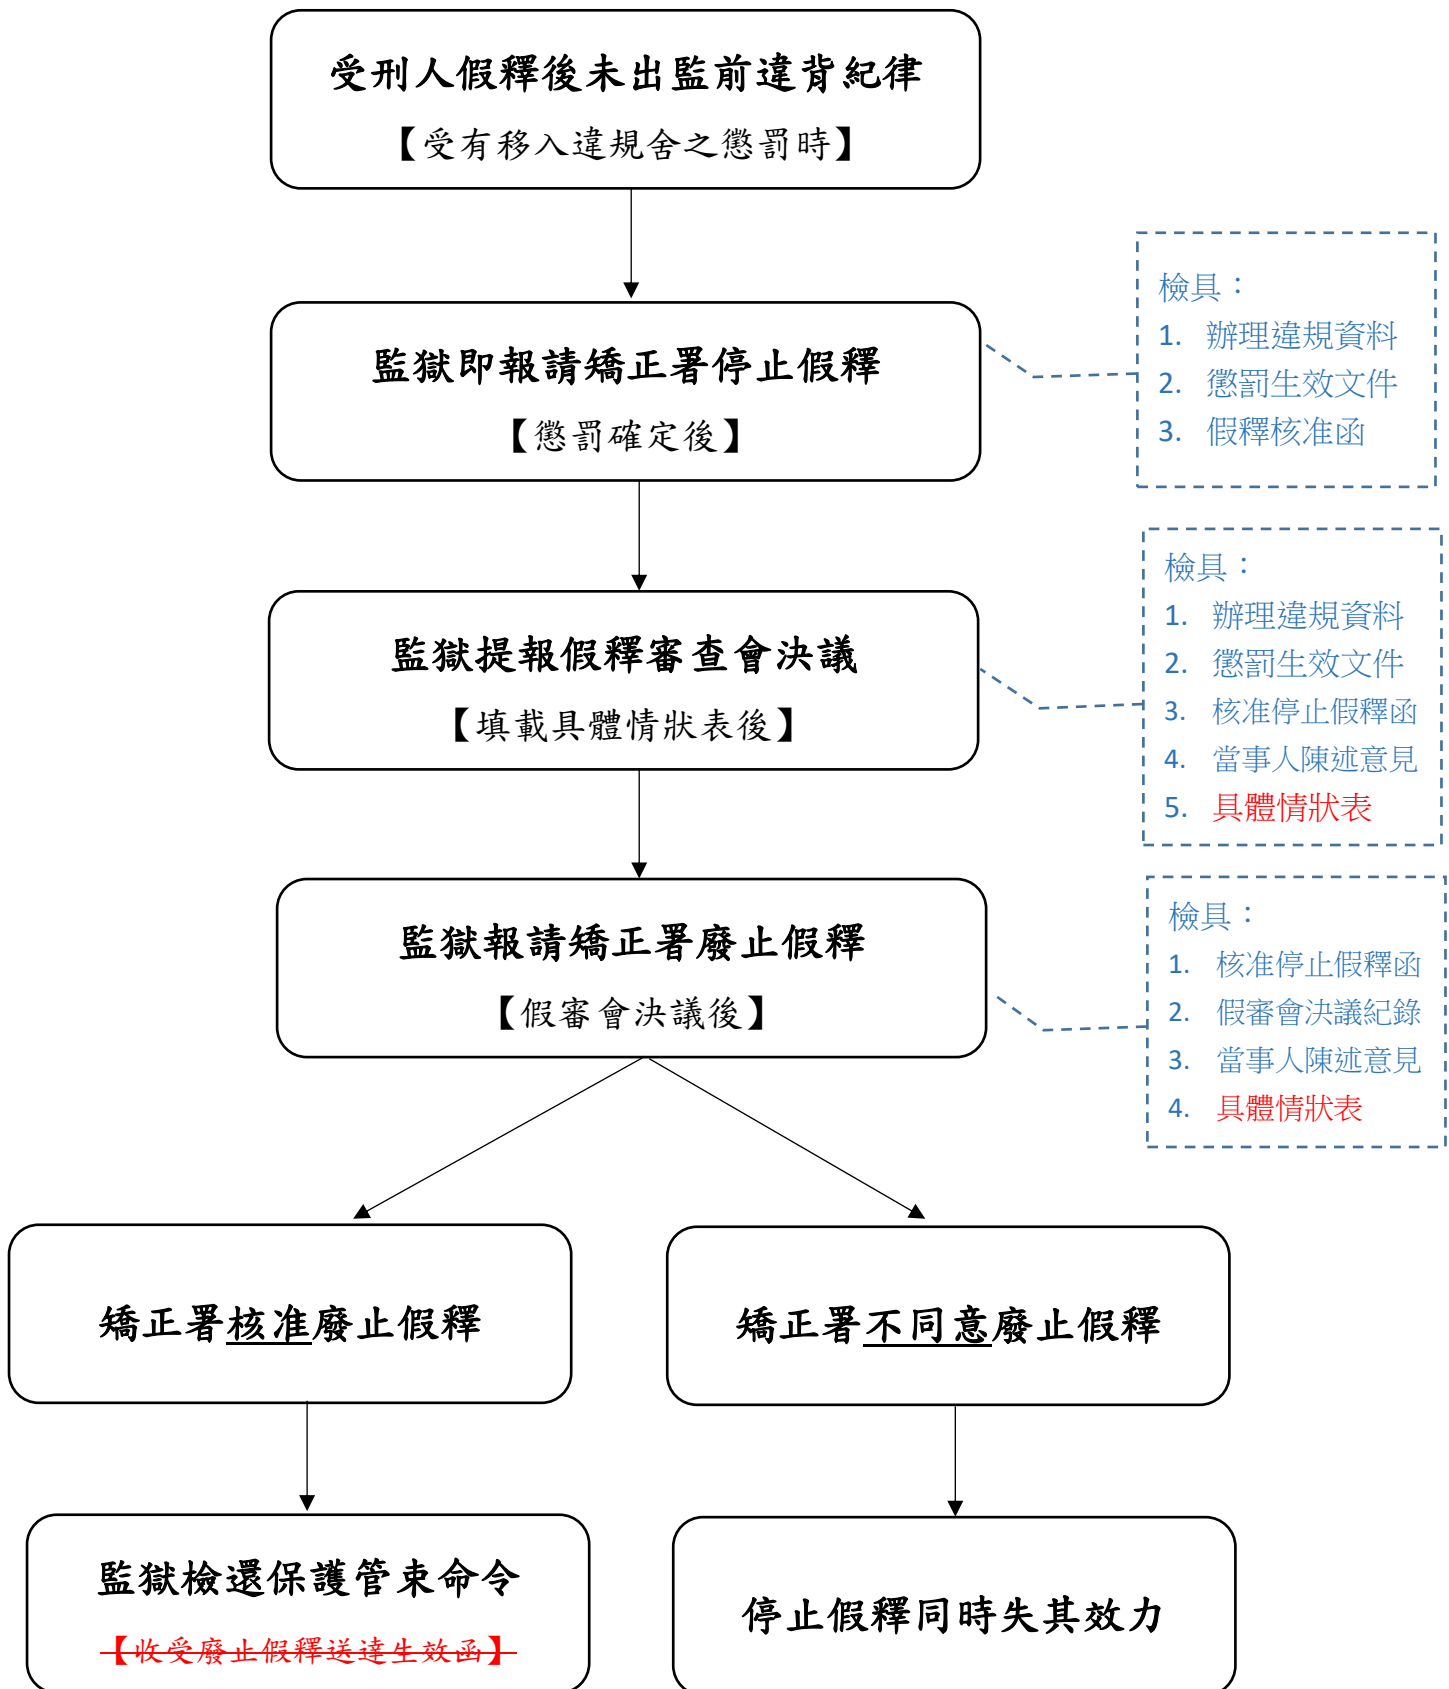 受刑人假釋後未出監前違背紀律
【受有移入違規舍之懲罰時】
監獄即報請矯正署停止假釋
【懲罰確定後】
檢具：
1. 辦理違規資料
2. 懲罰生效文件
3. 假釋核准函
監獄提報假釋審查會決議
【填載具體情狀表後】
檢具：
1. 辦理違規資料
2. 懲罰生效文件
3. 核准停止假釋函
4. 當事人陳述意見
5. 具體情狀表
監獄報請矯正署廢止假釋
【假審會決議後】
檢具：
1. 核准停止假釋函
2. 假審會決議紀錄
3. 當事人陳述意見
4. 具體情狀表
矯正署核准廢止假釋
矯正署不同意廢止假釋
監獄檢還保護管束命令
【收受廢止假釋送達生效函】
停止假釋同時失其效力